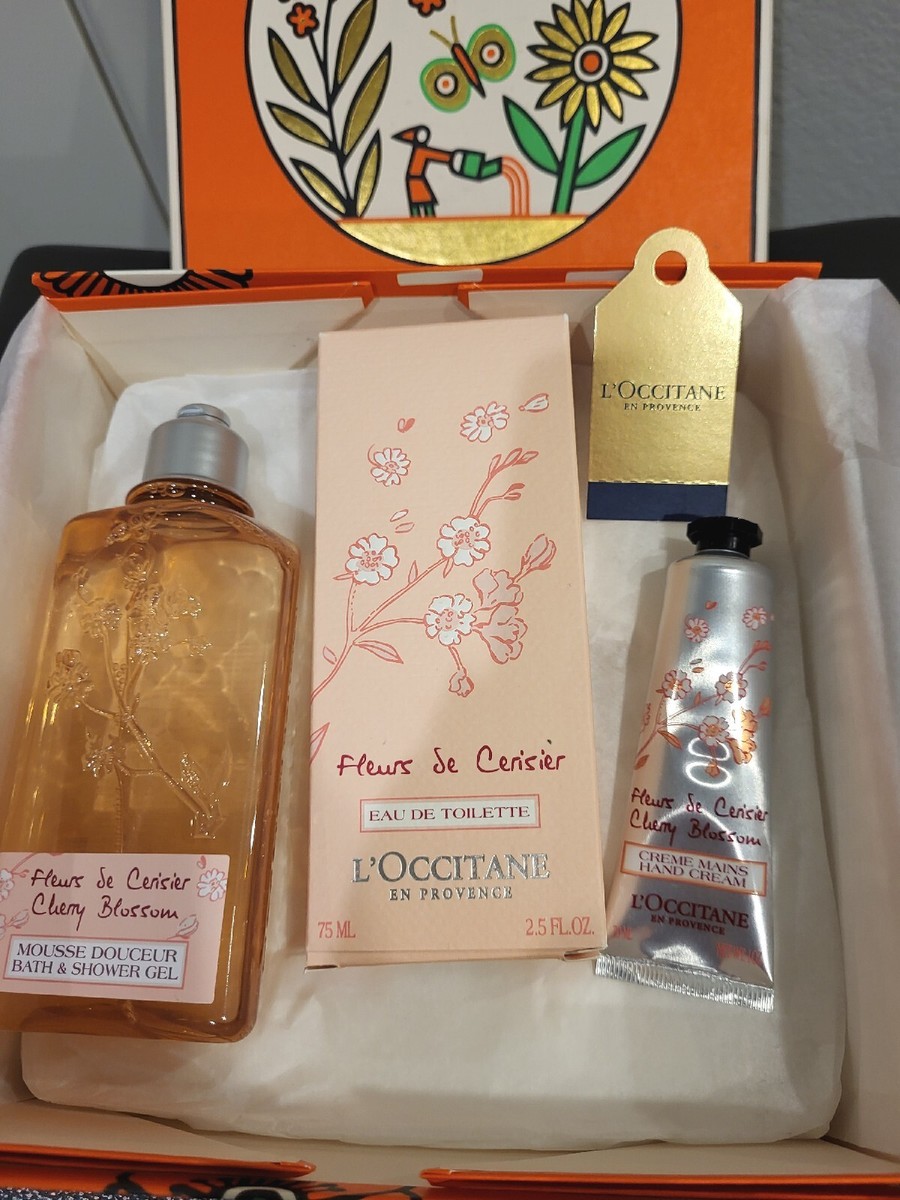 L'OCCITANE
EN PROVENCE
Fleurs de Cerisier
Cherry Blossom
MOUSSE DOUCEUR
BATH & SHOWER GEL
Fleurs de Cerisier
EAU DE TOILETTE
L'OCCITANE
EN PROVENCE
75 ML
2.5 FL.OZ.
Fleurs de Cerisier
Cherry Blossom
CREME MAINS
HAND CREAM
L'OCCITANE
EN PROVENCE